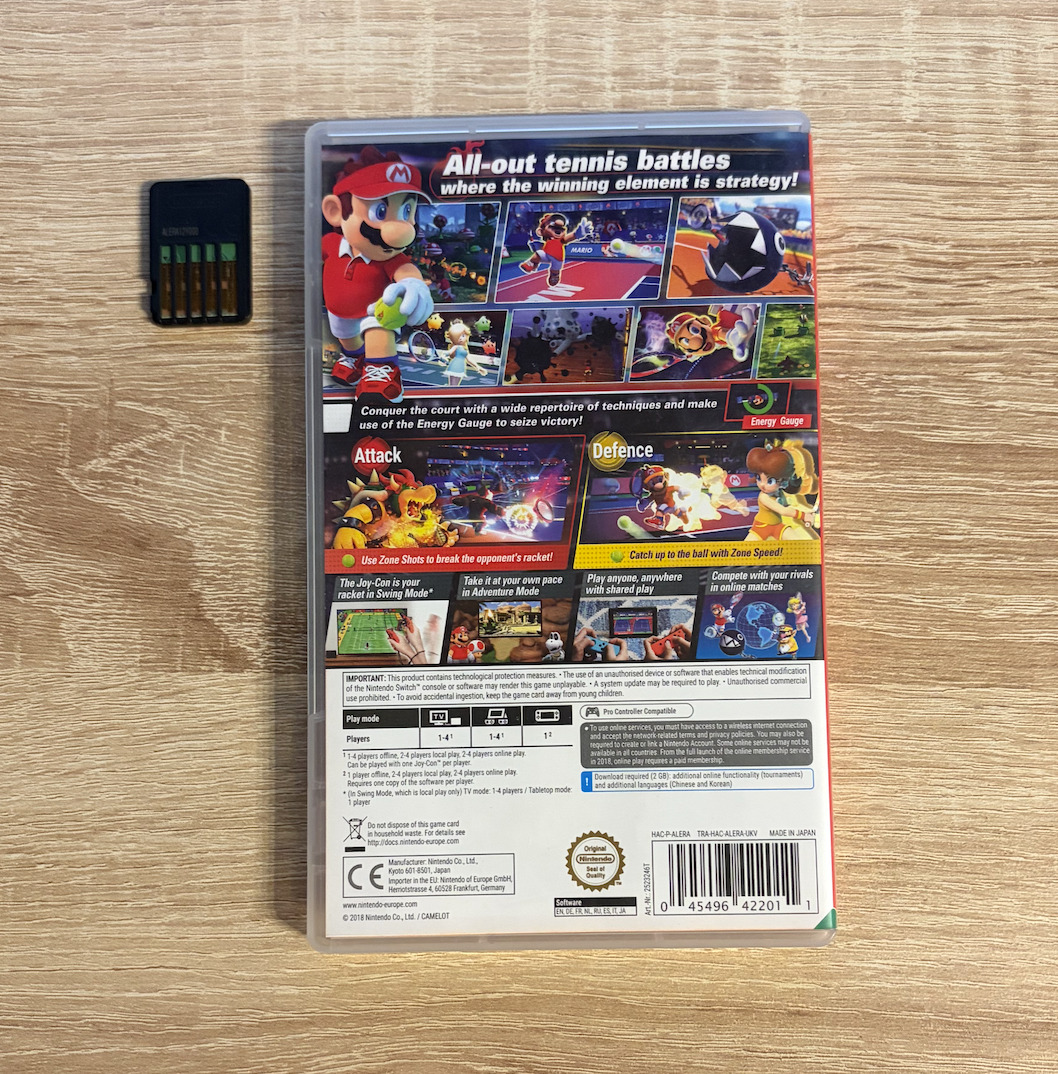 All-out tennis battles
where the winning element is strategy!
M
MARIO
Conquer the court with a wide repertoire of techniques and make
use of the Energy Gauge to seize victory!
Energy Gauge
Attack
Defence
Use Zone Shots to break the opponent's racket!
Catch up to the ball with Zone Speed!
The Joy-Con is your
racket in Swing Mode*
Take it at your own pace
in Adventure Mode
Play anyone, anywhere
with shared play
Compete with your rivals
in online matches
IMPORTANT: This product contains technological protection measures. • The use of an unauthorised device or software that enables technical modification
of the Nintendo Switch™ console or software may render this game unplayable. • A system update may be required to play. • Unauthorised commercial
use prohibited. • To avoid accidental ingestion, keep the game card away from young children.
Play mode
TV
Players
1-4¹
1-4¹
1²
¹ 1-4 players offline, 2-4 players local play, 2-4 players online play.
Can be played with one Joy-Con™ per player.
² 1 player offline, 2-4 players local play, 2-4 players online play.
Requires one copy of the software per player.
* (In Swing Mode, which is local play only) TV mode: 1-4 players / Tabletop mode:
1 player
Pro Controller Compatible
• To use online services, you must have access to a wireless internet connection
and accept the network-related terms and privacy policies. You may also be
required to create or link a Nintendo Account. Some online services may not be
available in all countries. From the full launch of the online membership service
in 2018, online play requires a paid membership.
! Download required (2 GB): additional online functionality (tournaments)
and additional languages (Chinese and Korean)
Do not dispose of this game card
in household waste. For details see
http://docs.nintendo-europe.com
CE
Manufacturer: Nintendo Co., Ltd.,
Kyoto 601-8501, Japan
Importer in the EU: Nintendo of Europe GmbH,
Herriotstrasse 4, 60528 Frankfurt, Germany
www.nintendo-europe.com
© 2018 Nintendo Co., Ltd. / CAMELOT
Original
Nintendo
Seal of
Quality
™
Software
EN, DE, FR, NL, RU, ES, IT, JA
HAC-P-ALERA TRA-HAC-ALERA-UKV MADE IN JAPAN
Art.-Nr. 2523246T
0 45496 42201 1